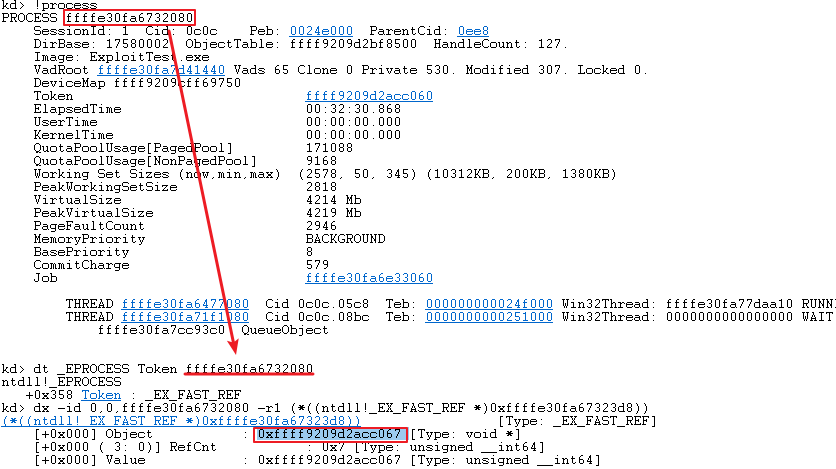 kd> !process
PROCESS ffffe30fa6732080
SessionId: 1 Cid: 0c0c Peb: 0024e000 ParentCid: 0ee8
DirBase: 17580002 ObjectTable: ffff9209d2bf8500 HandleCount: 127.
Image: ExploitTest.exe
VadRoot ffffe30fa7d41440 Vads 65 Clone 0 Private 530. Modified 307. Locked 0.
DeviceMap ffff9209cff69750
Token ffff9209d2acc060
ElapsedTime 00:32:30.868
UserTime 00:00:00.000
KernelTime 00:00:00.000
QuotaPoolUsage[PagedPool] 171088
QuotaPoolUsage[NonPagedPool] 9168
Working Set Sizes (now,min,max) (2578, 50, 345) (10312KB, 200KB, 1380KB)
PeakWorkingSetSize 2818
VirtualSize 4214 Mb
PeakVirtualSize 4219 Mb
PageFaultCount 2946
MemoryPriority BACKGROUND
BasePriority 8
CommitCharge 579
Job ffffe30fa6e33060
THREAD ffffe30fa6477080 Cid 0c0c.05c8 Teb: 000000000024f000 Win32Thread: ffffe30fa77daa10 RUNN
THREAD ffffe30fa71f1080 Cid 0c0c.08bc Teb: 0000000000251000 Win32Thread: 0000000000000000 WAIT
ffffe30fa7cc93c0 QueueObject
kd> dt _EPROCESS Token ffffe30fa6732080
ntdll!_EPROCESS
+0x358 Token : _EX_FAST_REF
kd> dx -id 0,0,ffffe30fa6732080 -r1 (*((ntdll!_EX_FAST_REF *)0xffffe30fa67323d8))
(*((ntdll!_EX_FAST_REF *)0xffffe30fa67323d8)) [Type: _EX_FAST_REF]
[+0x000] Object : 0xffff9209d2acc067 [Type: void *]
[+0x000 ( 3: 0)] RefCnt : 0x7 [Type: unsigned __int64]
[+0x000] Value : 0xffff9209d2acc067 [Type: unsigned __int64]